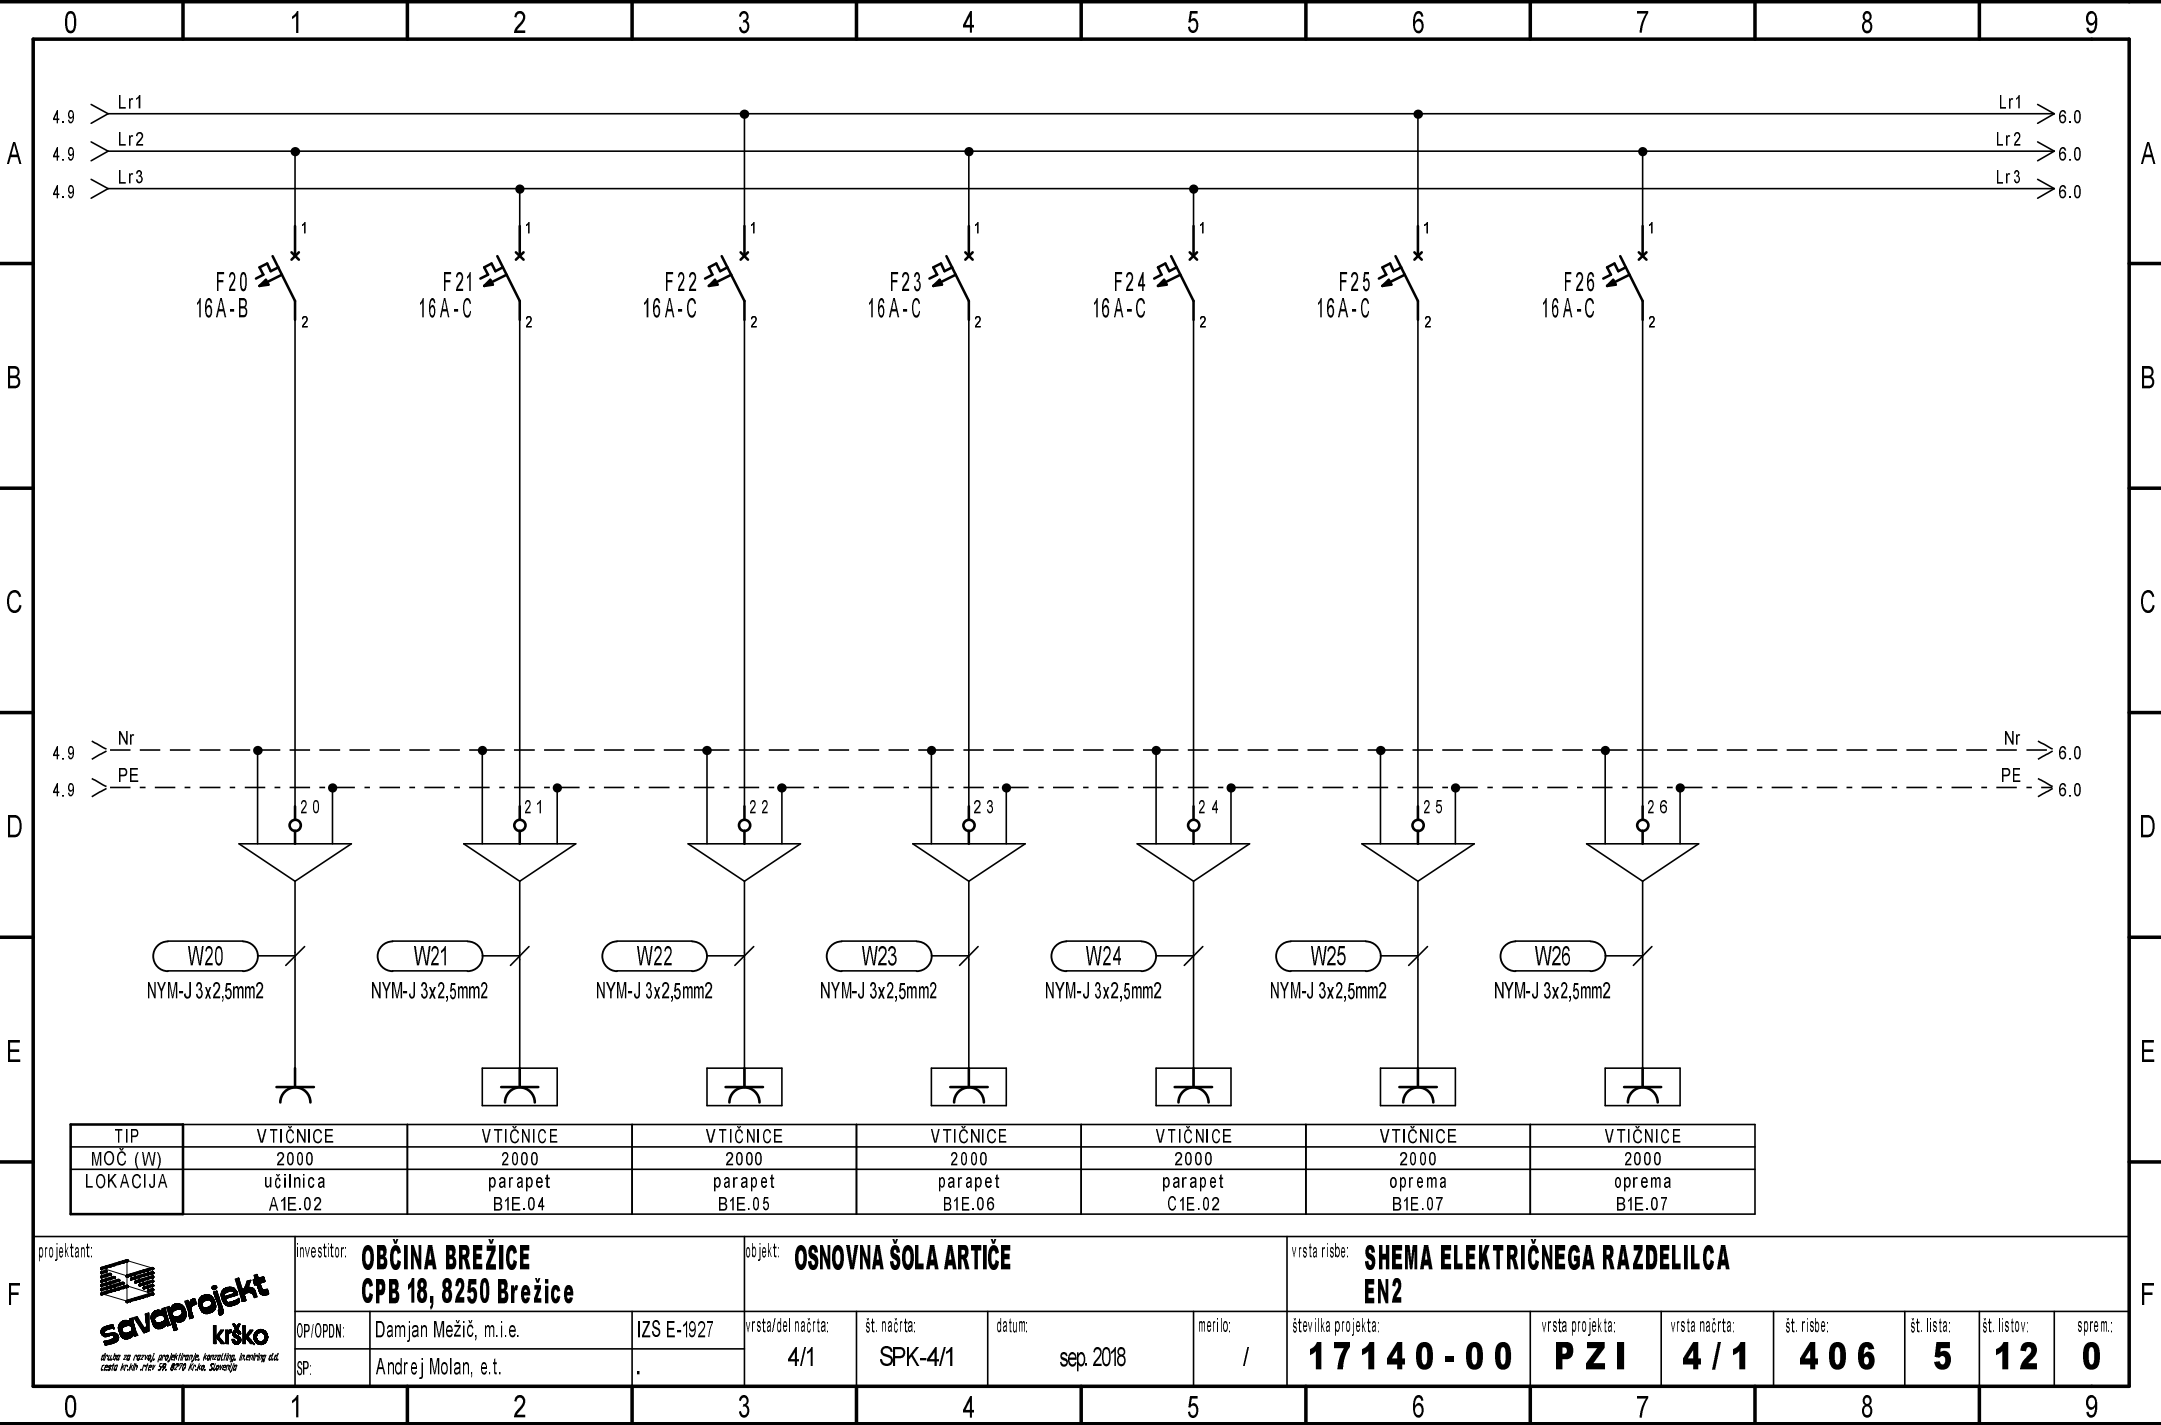 0 1 2 3 4 5 6 7 8 9
Lr1 Lr1
4.9 6.0
Lr2 Lr2
A 4.9 6.0 A
Lr3 Lr3
4.9 6.0
1 1 1 1 1 1 1
F20 F21 F22 F23 F24 F25 F26
16A-B 16A-C 16A-C 16A-C 16A-C 16A-C 16A-C
2 2 2 2 2 2 2
B B
C C
Nr Nr
4.9 6.0
PE PE
4.9 6.0
20 21 22 23 24 25 26
D D
W20 W21 W22 W23 W24 W25 W26
NYM-J 3x2,5mm2 NYM-J 3x2,5mm2 NYM-J 3x2,5mm2 NYM-J 3x2,5mm2 NYM-J 3x2,5mm2 NYM-J 3x2,5mm2 NYM-J 3x2,5mm2
E E
TIP VTIČNICE VTIČNICE VTIČNICE VTIČNICE VTIČNICE VTIČNICE VTIČNICE
MOČ (W) 2000 2000 2000 2000 2000 2000 2000
LOKACIJA učilnica parapet parapet parapet parapet oprema oprema
A1E.02 B1E.04 B1E.05 B1E.06 C1E.02 B1E.07 B1E.07
projektant: investitor: OBČINA BREŽICE objekt: OSNOVNA ŠOLA ARTIČE vrsta risbe: SHEMA ELEKTRIČNEGA RAZDELILCA
CPB 18, 8250 Brežice EN2
F F
savaprojekt
krško
OP/OPDN: Damjan Mežič, m.i.e. IZS E-1927 vrsta/del načrta: št. načrta: datum: merilo: številka projekta: vrsta projekta: vrsta načrta: št. risbe: št. lista: št. listov: sprem.:
4/1 SPK-4/1 sep. 2018 / 17140-00 PZI 4/1 406 5 12 0
SP: Andrej Molan, e.t. .
0 1 2 3 4 5 6 7 8 9